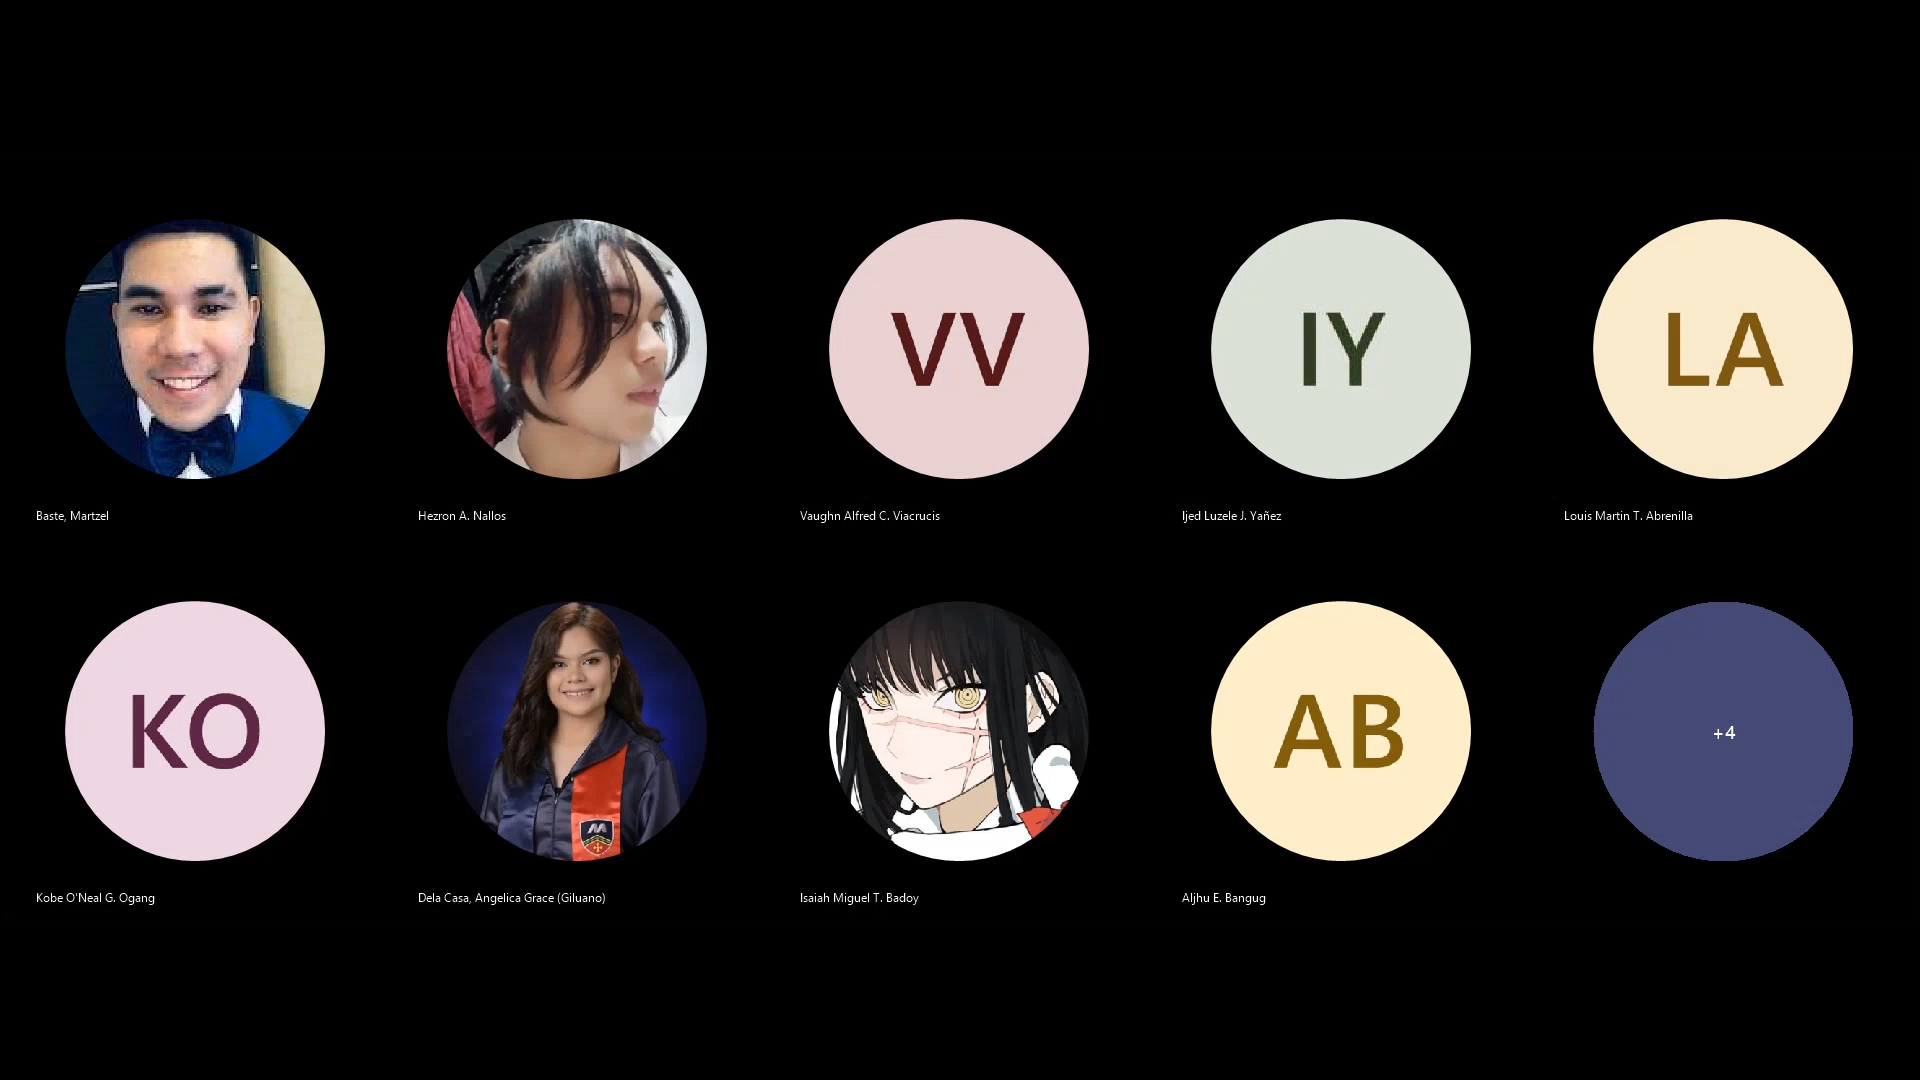 VV
IY
LA
Baste, Martzel
Hezron A. Nallos
Vaughn Alfred C. Viacrucis
Ijed Luzele J. Yañez
Louis Martin T. Abrenilla
KO
M
AB
+4
Kobe O'Neal G. Ogang
Dela Casa, Angelica Grace (Giluano)
Isaiah Miguel T. Badoy
Aljhu E. Bangug